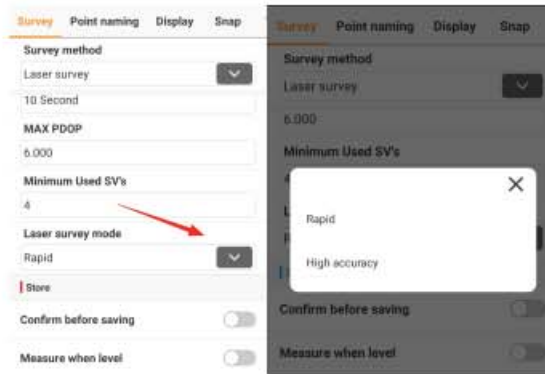 Survey Point naming Display Snap
Survey method
Laser survey
10 Second
MAX PDOP
6.000
Minimum Used SV's
4
Laser survey mode
Rapid
Store
Confirm before saving
Measure when level
Survey Point naming Display Snap
Survey method
Laser survey
6.000
Minimum Used SV's
4
L
Rapid
High accuracy
Confirm before saving
Measure when level